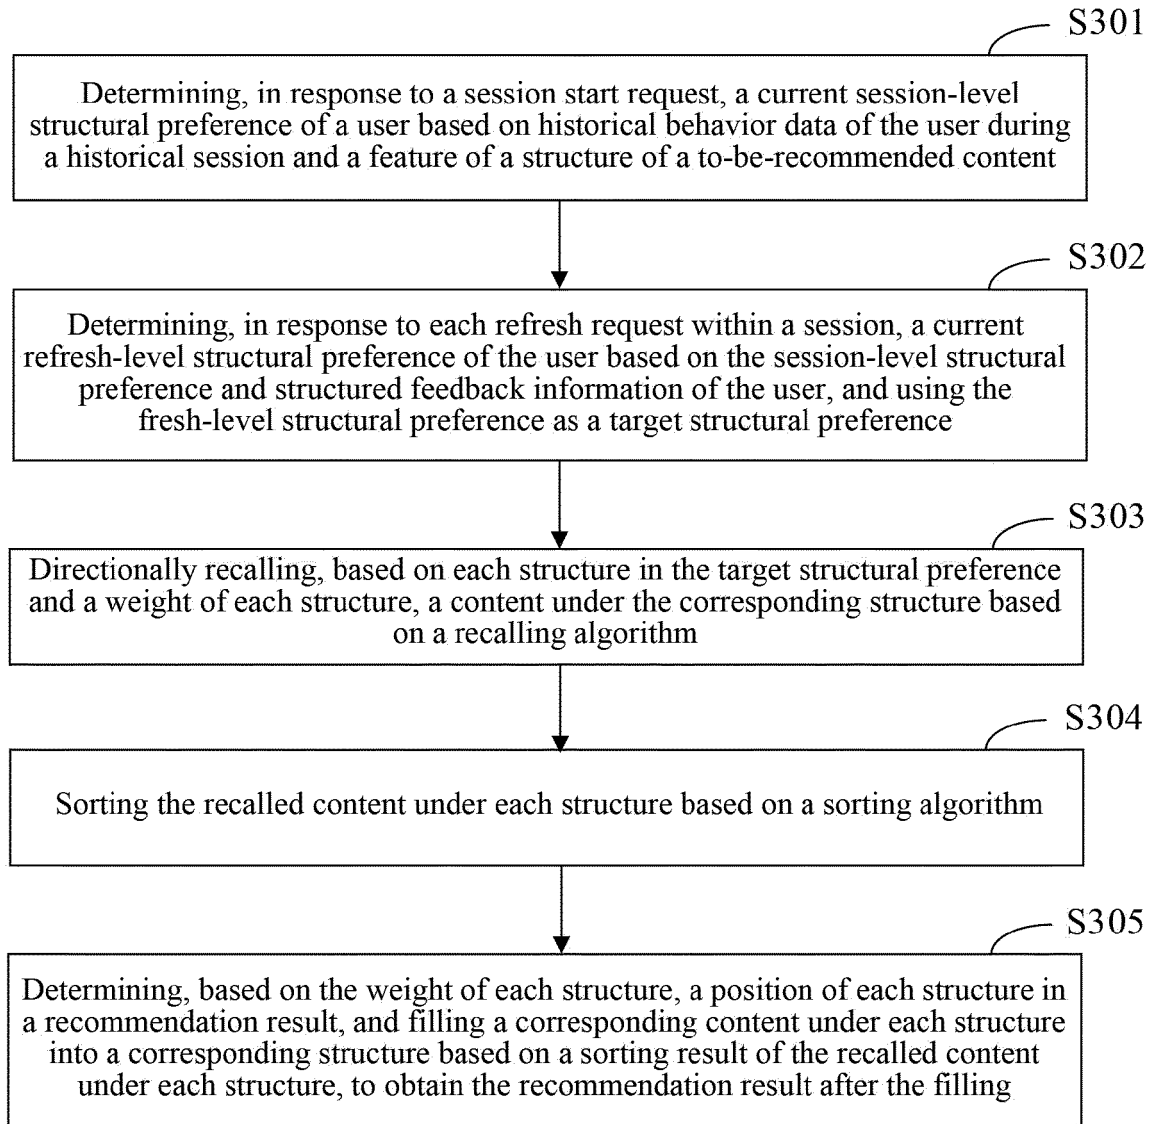 S301
Determining, in response to a session start request, a current session-level
structural preference of a user based on historical behavior data of the user during
a historical session and a feature of a structure of a to-be-recommended content
S302
Determining, in response to each refresh request within a session, a current
refresh-level structural preference of the user based on the session-level structural
preference and structured feedback information of the user, and using the
fresh-level structural preference as a target structural preference
S303
Directionally recalling, based on each structure in the target structural preference
and a weight of each structure, a content under the corresponding structure based
on a recalling algorithm
S304
Sorting the recalled content under each structure based on a sorting algorithm
S305
Determining, based on the weight of each structure, a position of each structure in
a recommendation result, and filling a corresponding content under each structure
into a corresponding structure based on a sorting result of the recalled content
under each structure, to obtain the recommendation result after the filling